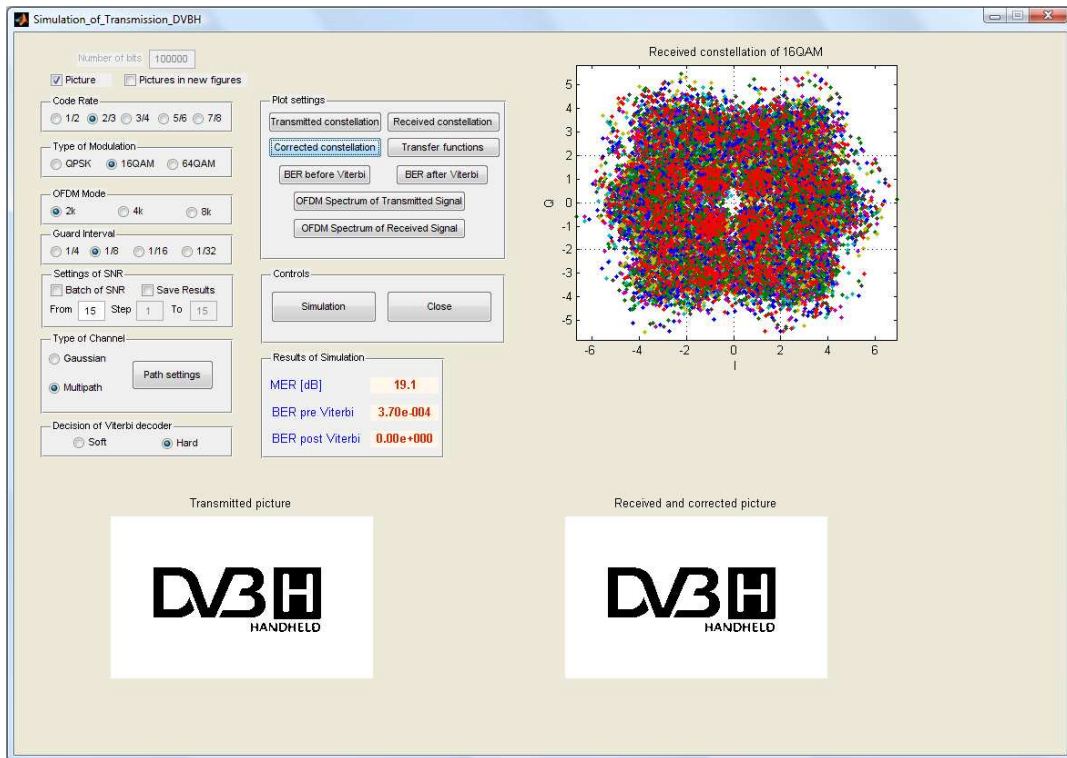 Simulation_of_Transmission_DVBH
Number of bits 100000
Picture Pictures in new figures
Code Rate
1/2 2/3 3/4 5/6 7/8
Type of Modulation
QPSK 16QAM 64QAM
OFDM Mode
2k 4k 8k
Guard Interval
1/4 1/8 1/16 1/32
Settings of SNR
Batch of SNR Save Results
From 15 Step 1 To 15
Type of Channel
Gaussian
Multipath
Path settings
Decision of Viterbi decoder
Soft Hard
Plot settings
Transmitted constellation Received constellation
Corrected constellation Transfer functions
BER before Viterbi BER after Viterbi
OFDM Spectrum of Transmitted Signal
OFDM Spectrum of Received Signal
Controls
Simulation Close
Results of Simulation
MER [dB] 19.1
BER pre Viterbi 3.70e-004
BER post Viterbi 0.00e+000
Received constellation of 16QAM
5
4
3
2
1
0
-1
-2
-3
-4
-5
Q
-6 -4 -2 0 2 4 6
I
Transmitted picture
DVB H
HANDHELD
Received and corrected picture
DVB H
HANDHELD